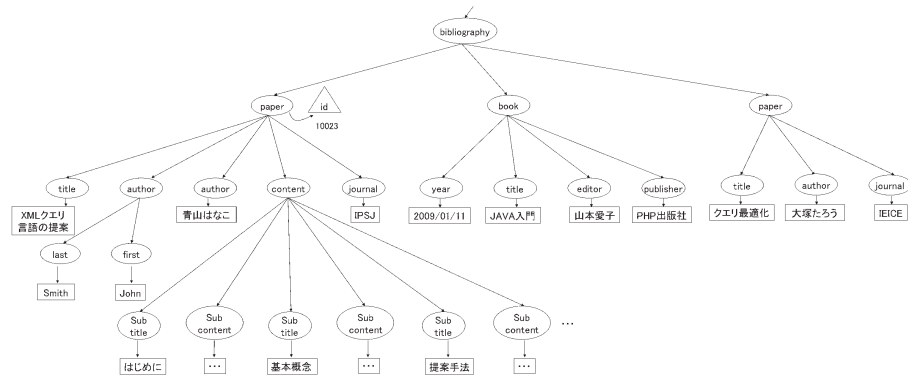 bibliography
paper
id
10023
book
paper
title
author
author
content
journal
year
title
editor
publisher
title
author
journal
XMLクエリ
言語の提案
青山はなこ
IPSJ
2009/01/11
JAVA入門
山本愛子
PHP出版社
クエリ最適化
大塚たろう
IEICE
last
first
Smith
John
Sub
title
Sub
content
Sub
title
Sub
content
Sub
title
Sub
content
…
はじめに
…
基本概念
…
提案手法
…